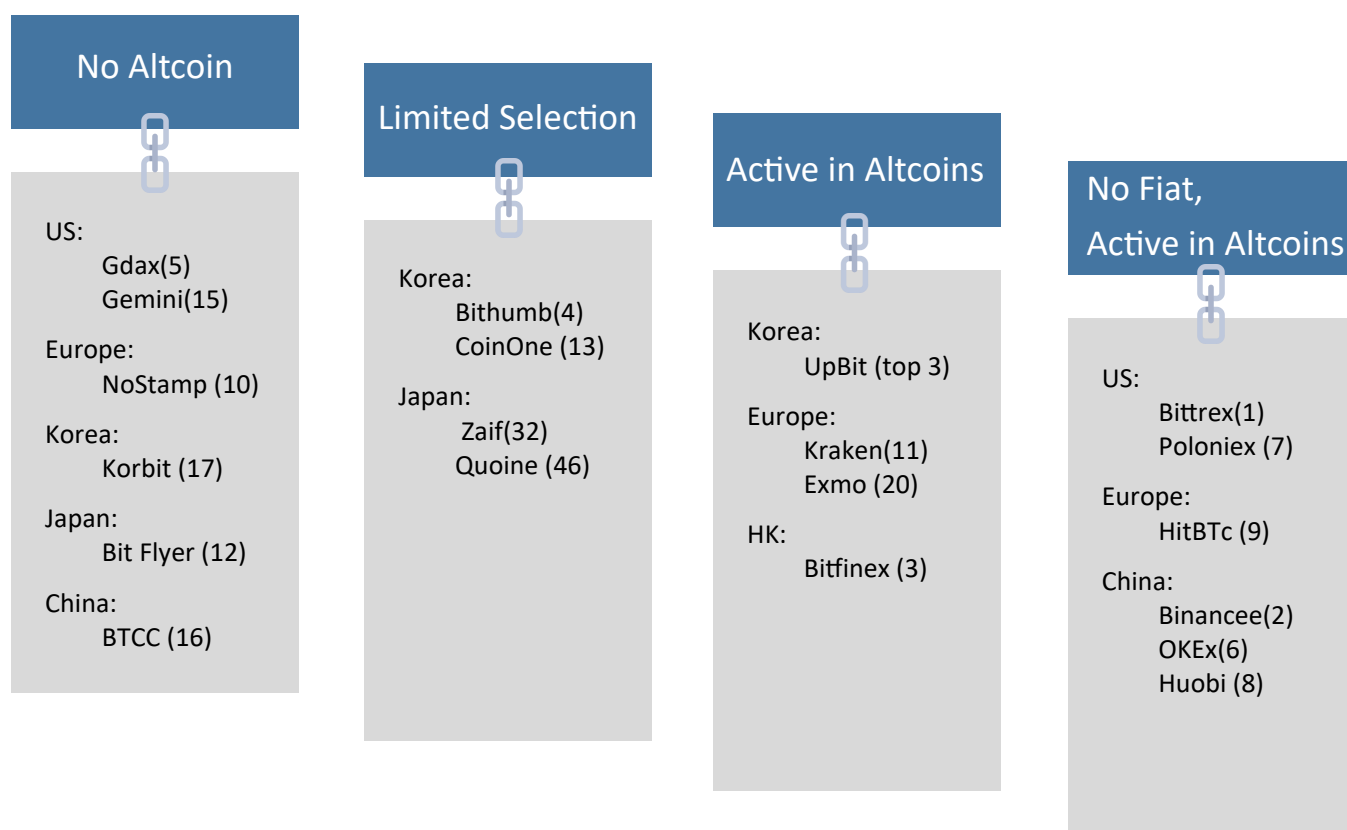 No Altcoin
US:
Gdax(5)
Gemini(15)
Europe:
NoStamp (10)
Korea:
Korbit (17)
Japan:
Bit Flyer (12)
China:
BTCC (16)
Limited Selection
Korea:
Bithumb(4)
CoinOne (13)
Japan:
Zaif(32)
Quoine (46)
Active in Altcoins
Korea:
UpBit (top 3)
Europe:
Kraken(11)
Exmo (20)
HK:
Bitfinex (3)
No Fiat,
Active in Altcoins
US:
Bittrex(1)
Poloniex (7)
Europe:
HitBTc (9)
China:
Binancee(2)
OKEx(6)
Huobi (8)